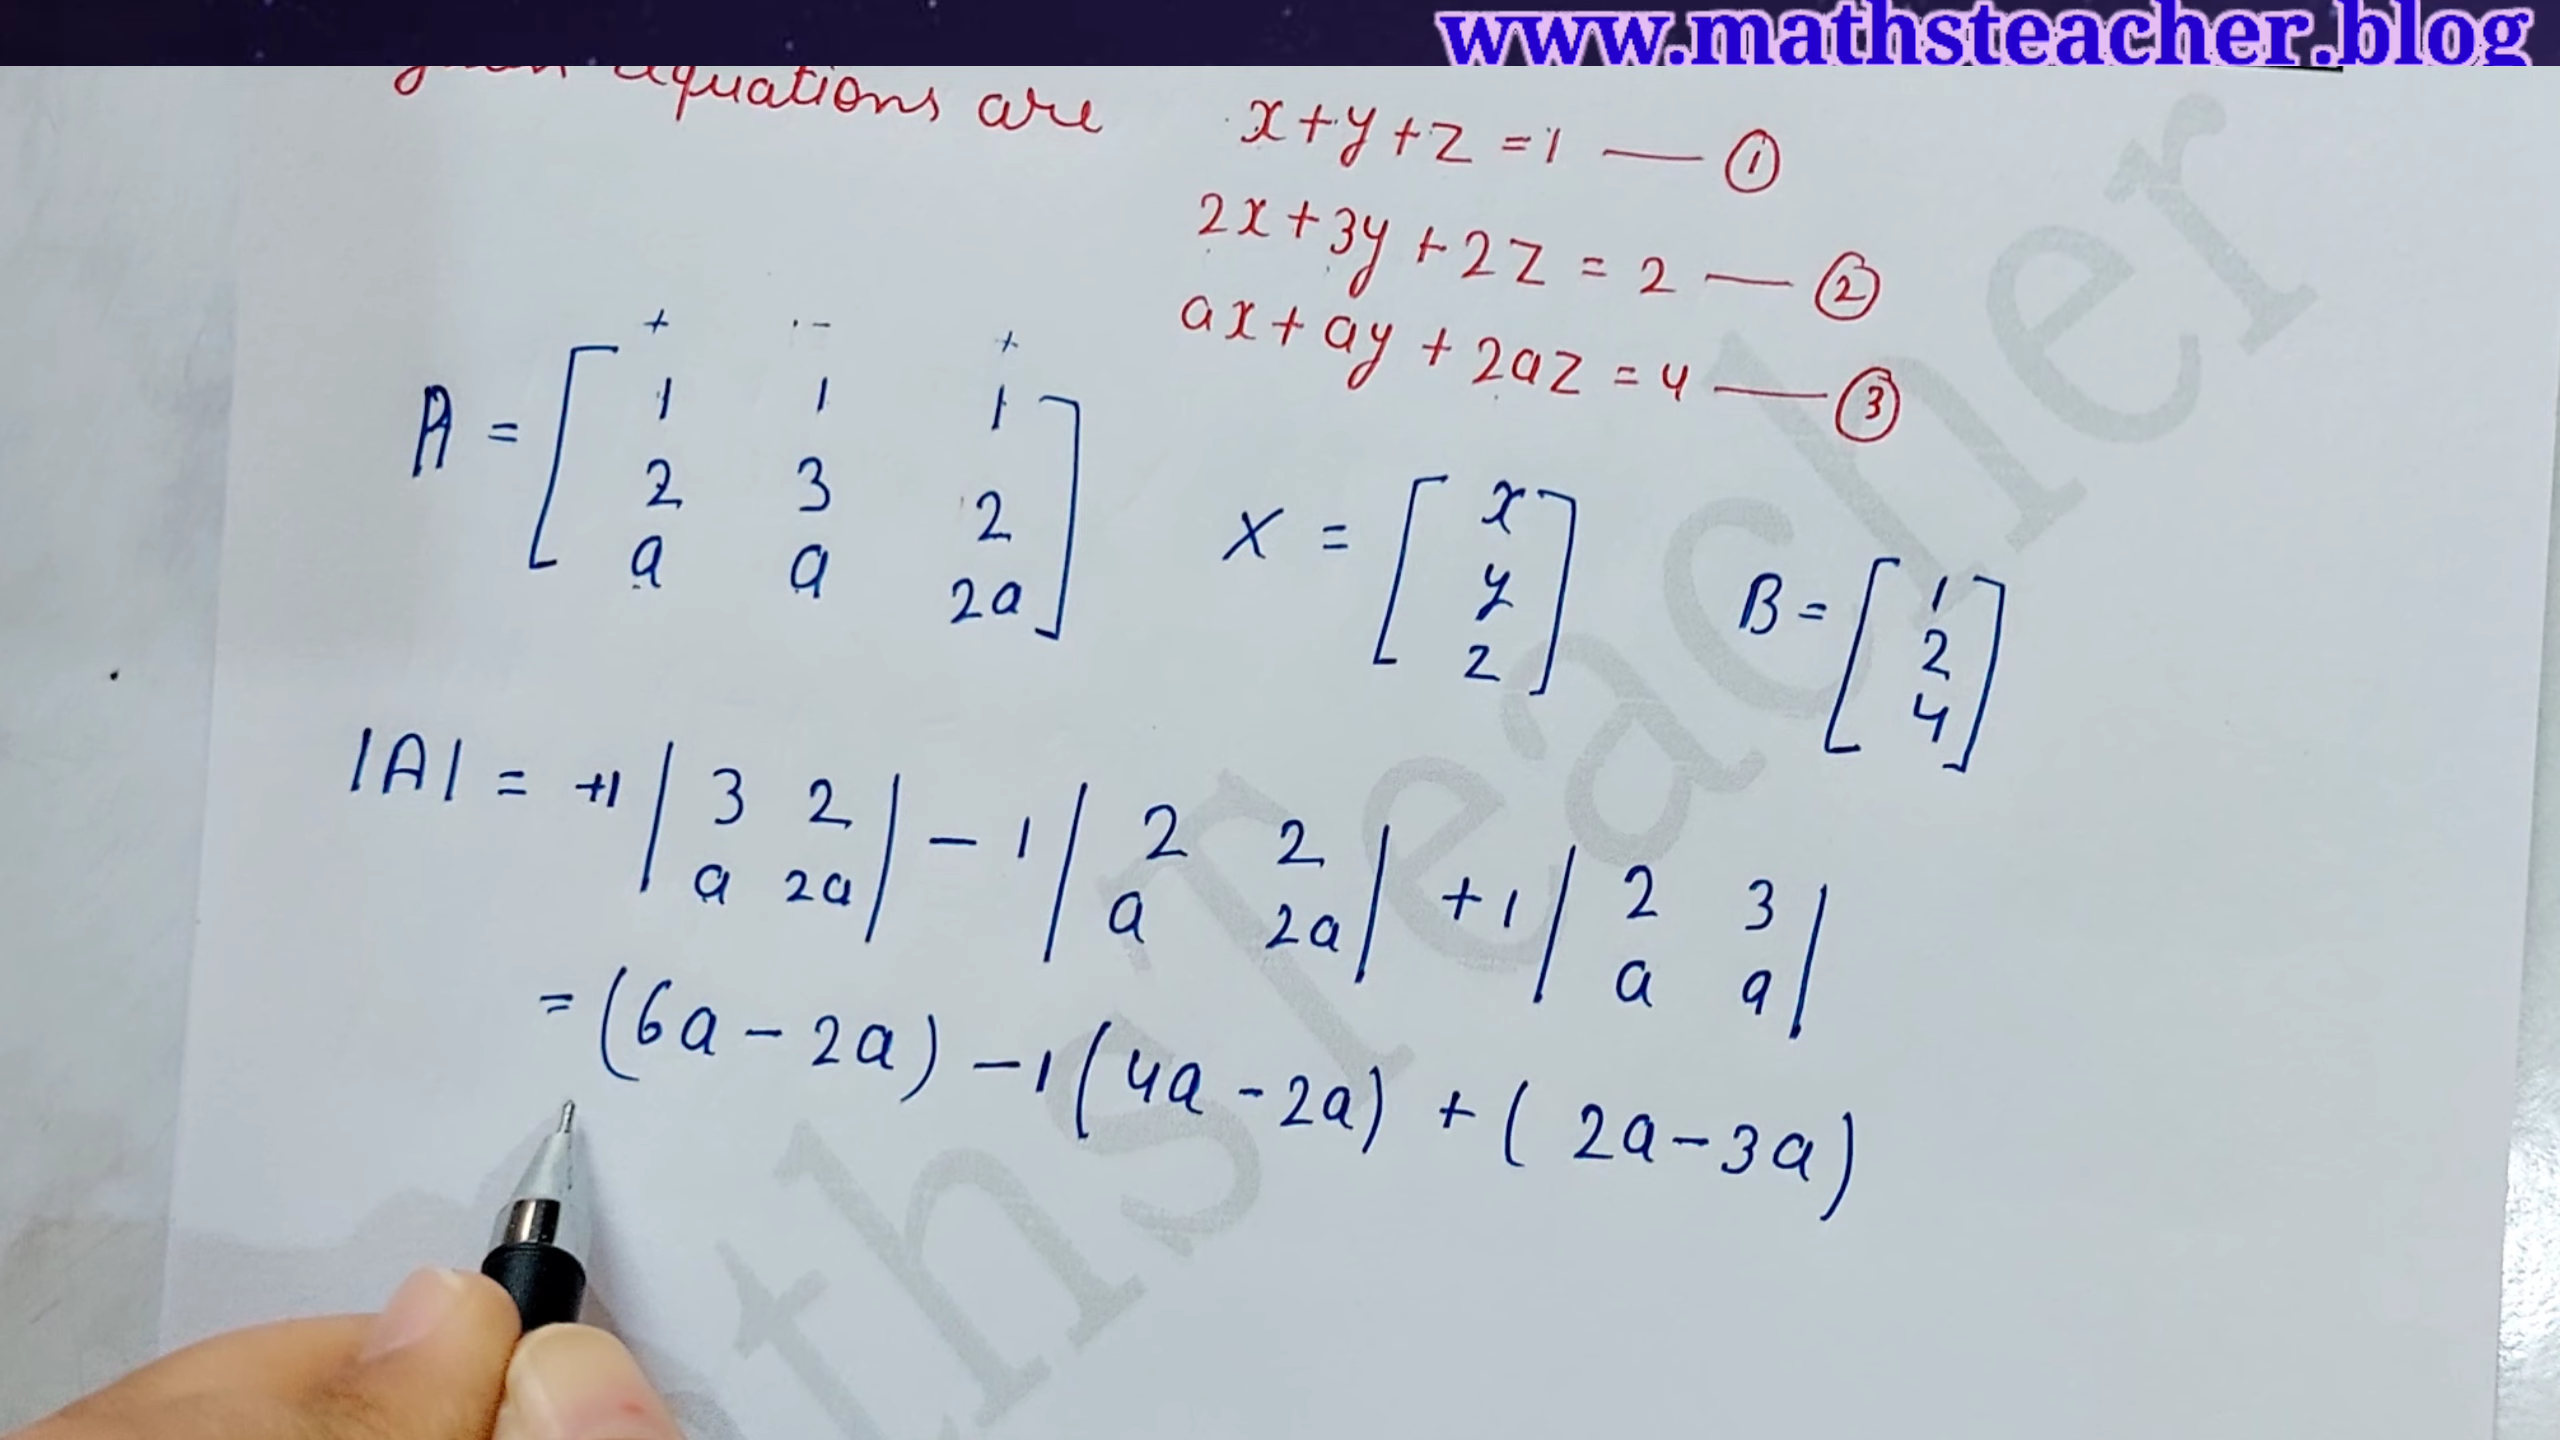 www.mathsteacher.blog
equations are x+y+z=1 — ①
2x+3y+2z=2 — ②
ax+ay+2az=4 — ③
+ - +
A = [ 1 1 1
2 3 2
a a 2a ]
X = [ x
y
z ]
B = [ 1
2
4 ]
|A| = +1 | 3 2 | - 1 | 2 2 | + 1 | 2 3 |
a 2a a 2a a a
= (6a - 2a) - 1(4a - 2a) + (2a - 3a)
Maths Teacher